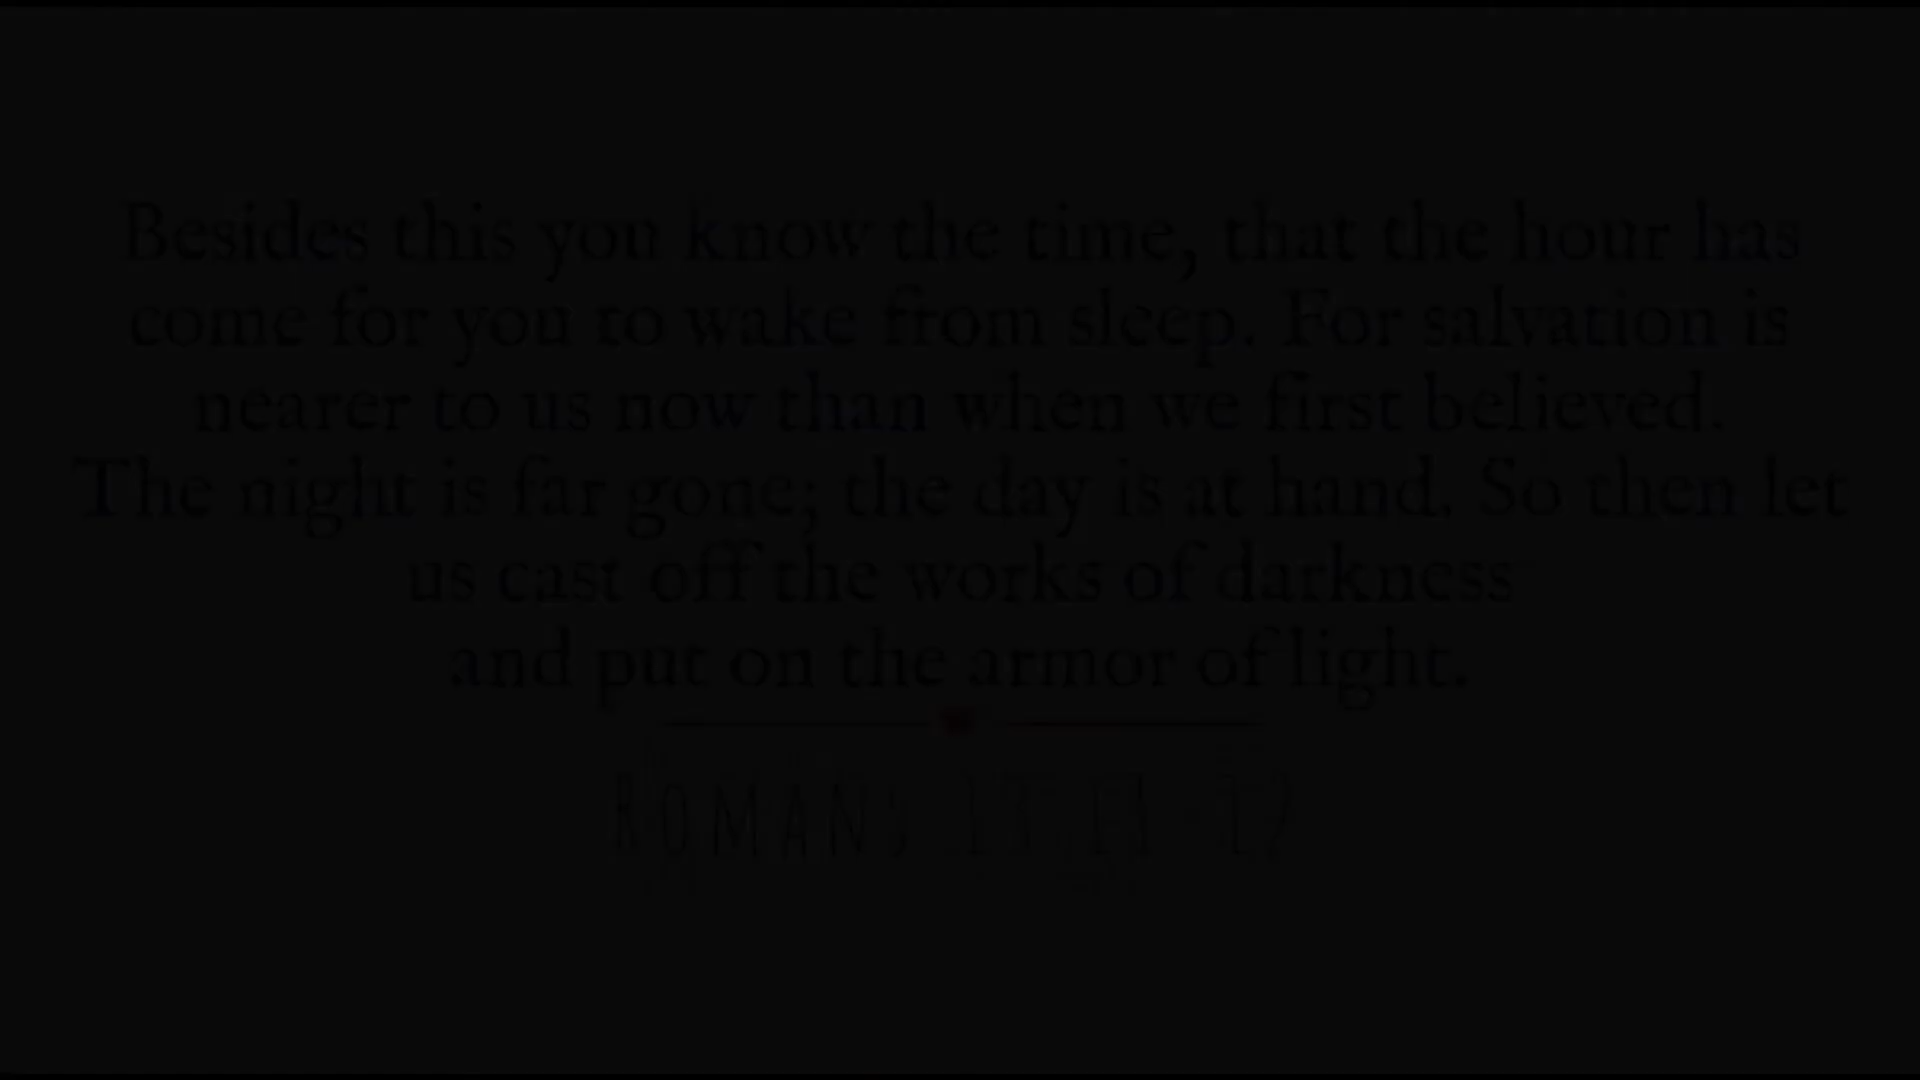 Besides this you know the time, that the hour has
come for you to wake from sleep. For salvation is
nearer to us now than when we first believed.
The night is far gone; the day is at hand. So then let
us cast off the works of darkness
and put on the armor of light.
ROMANS